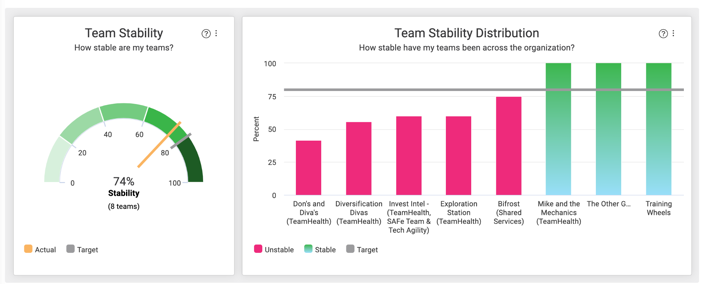 Team Stability
How stable are my teams?
0
20
40
60
80
100
74%
Stability
(8 teams)
Actual
Target
Team Stability Distribution
How stable have my teams been across the organization?
Percent
100
75
50
25
0
Don's and
Diva's
(TeamHealth)
Diversification
Divas
(TeamHealth)
Invest Intel -
(TeamHealth,
SAFe Team &
Tech Agility)
Exploration
Station
(TeamHealth)
Bifrost
(Shared
Services)
Mike and the
Mechanics
(TeamHealth)
The Other G...
Training
Wheels
Unstable
Stable
Target